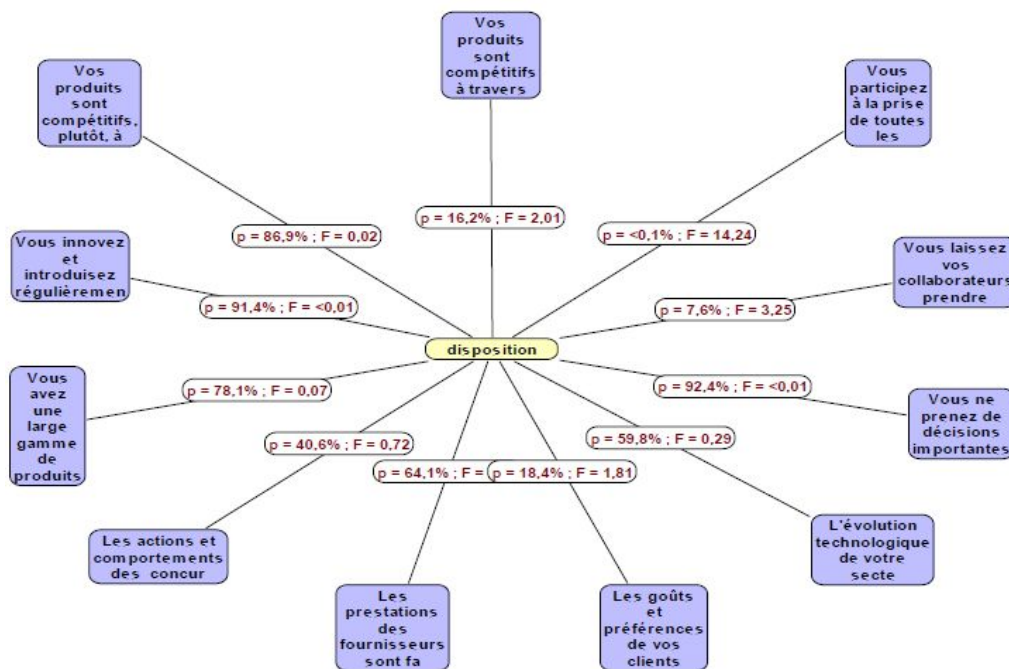 Vos
produits
sont
compétitifs
à travers
Vos
produits
sont
compétitifs,
plutôt, à
Vous
participez
à la prise
de toutes
les
p = 16,2% ; F = 2,01
p = 86,9% ; F = 0,02
p = <0,1% ; F = 14,24
Vous innovez
et
introduisez
régulièremen
Vous laissez
vos
collaborateurs
prendre
p = 91,4% ; F = <0,01
p = 7,6% ; F = 3,25
disposition
Vous
avez
une
large
gamme
de
produits
p = 78,1% ; F = 0,07
p = 92,4% ; F = <0,01
Vous ne
prenez de
décisions
importantes
p = 40,6% ; F = 0,72
p = 59,8% ; F = 0,29
p = 64,1% ; F =
p = 18,4% ; F = 1,81
Les actions et
comportements
des concur
L'évolution
technologique
de votre
secte
Les
prestations
des
fournisseurs
sont fa
Les goûts et
préférences
de vos
clients